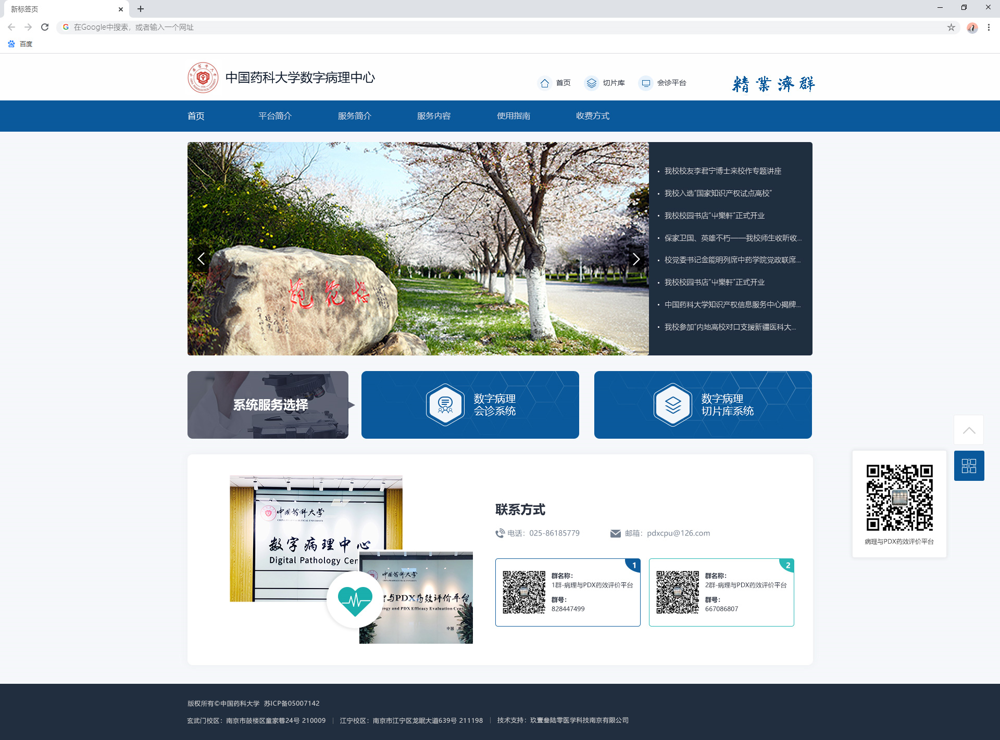 新标签页
在Google中搜索，或者输入一个网址
百度
中国药科大学数字病理中心
首页
切片库
会诊平台
精業濟群
首页
平台简介
服务简介
服务内容
使用指南
收费方式
我校校友李君宁博士来校作专题讲座
我校入选“国家知识产权试点高校”
我校校园书店“屮樂軒”正式开业
保家卫国、英雄不朽——我校师生收听收...
校党委书记金能明列席中药学院党政联席...
我校校园书店“屮樂軒”正式开业
中国药科大学知识产权信息服务中心揭牌...
我校参加“内地高校对口支援新疆医科大...
系统服务选择
数字病理
会诊系统
数字病理
切片库系统
中国药科大学
CHINA PHARMACEUTICAL UNIVERSITY
数字病理中心
Digital Pathology Cen
中国药科大学
理与PDX药效评价平台
ogy and PDX Efficacy Evaluation Cent
联系方式
电话：025-86185779
邮箱：pdxcpu@126.com
1
群名称：
1群-病理与PDX药效评价平台
群号：
828447499
2
群名称：
2群-病理与PDX药效评价平台
群号：
667086807
病理与PDX药效评价平台
版权所有©中国药科大学 苏ICP备05007142
玄武门校区：南京市鼓楼区童家巷24号 210009 | 江宁校区：南京市江宁区龙眠大道639号 211198 | 技术支持：玖壹叁陆零医学科技南京有限公司